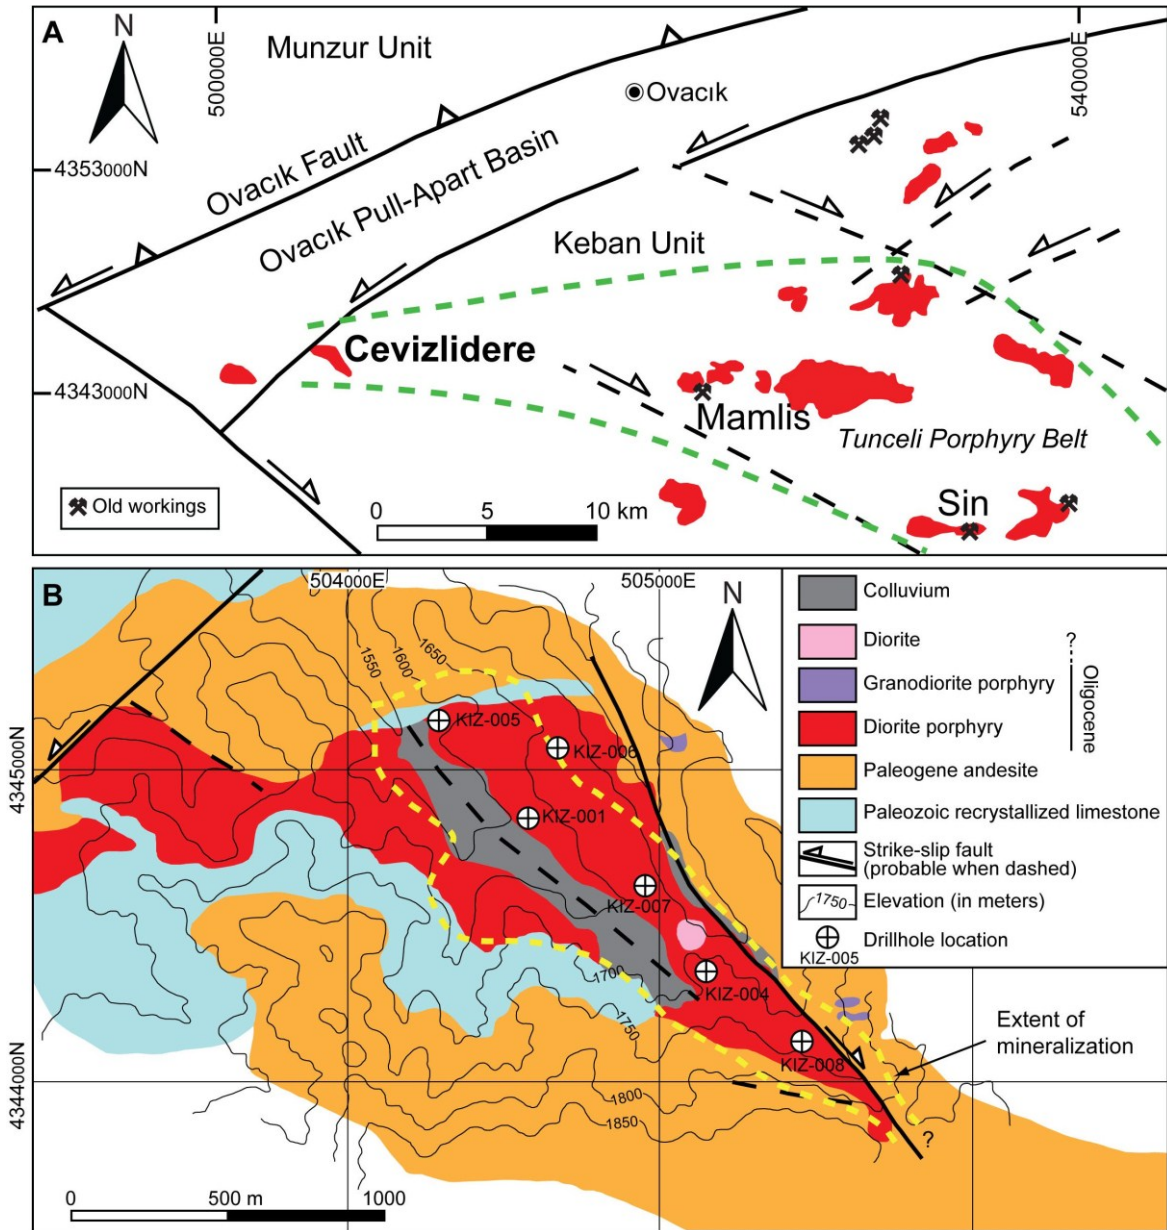 A
N
500000E
540000E
Munzur Unit
Ovacık
4353000N
Ovacık Fault
Ovacık Pull-Apart Basin
Keban Unit
Cevizlidere
4343000N
Mamlis
Tunceli Porphyry Belt
Old workings
0 5 10 km
Sin
B
504000E
505000E
N
1550
1600
1650
KIZ-005
KIZ-006
4345000N
KIZ-001
KIZ-007
1700
KIZ-004
1750
KIZ-008
4344000N
1800
1850
?
Extent of
mineralization
0 500 m 1000
Colluvium
Diorite
Granodiorite porphyry
Diorite porphyry
?
Oligocene
Paleogene andesite
Paleozoic recrystallized limestone
Strike-slip fault
(probable when dashed)
1750
Elevation (in meters)
Drillhole location
KIZ-005